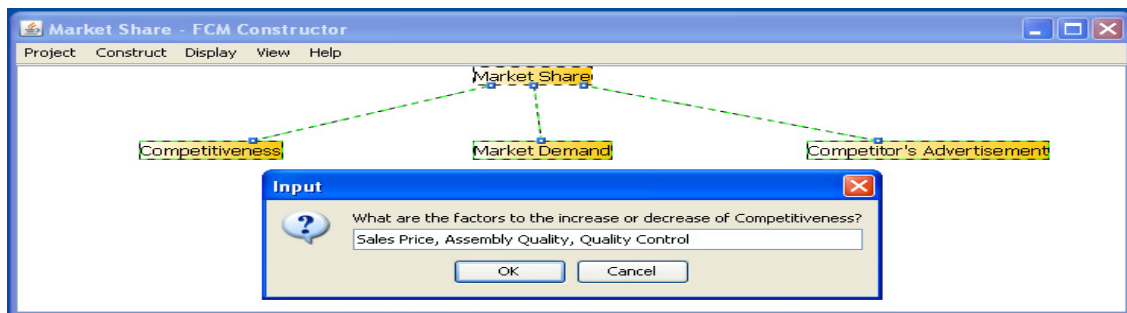 Market Share - FCM Constructor
Project Construct Display View Help
Market Share
Competitiveness Market Demand Competitor's Advertisement
Input
What are the factors to the increase or decrease of Competitiveness?
Sales Price, Assembly Quality, Quality Control
OK Cancel